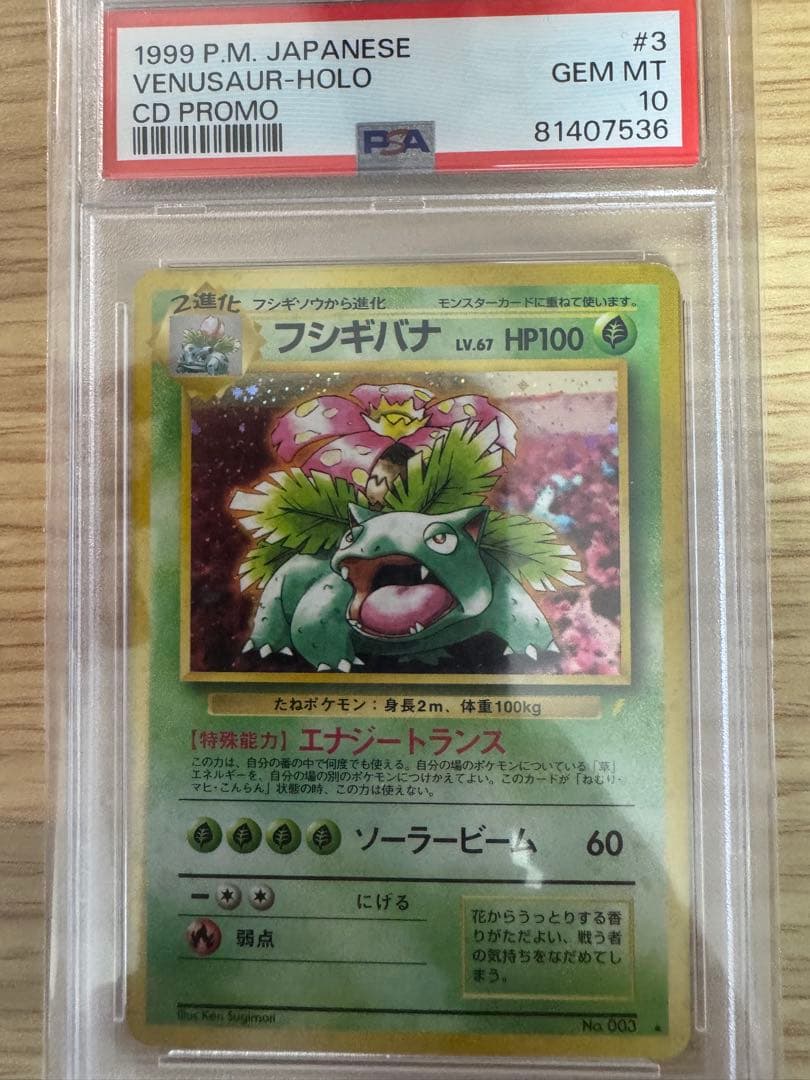 1999 P.M. JAPANESE #3
VENUSAUR-HOLO GEM MT
CD PROMO 10
PSA 81407536
2進化 フシギソウから進化 モンスターカードに重ねて使います。
フシギバナ LV.67 HP100
たねポケモン：身長2m、体重100kg
【特殊能力】エナジートランス
この力は、自分の番の中で何度でも使える。自分の場のポケモンについている「草」
エネルギーを、自分の場の別のポケモンにつけかえてよい。このカードが「ねむり・
マヒ・こんらん」状態の時、この力は使えない。
ソーラービーム 60
ー にげる
弱点
花からうっとりする香
りがただよい、戦う者
の気持ちをなだめてし
まう。
Illus Ken Sugimori
No. 003